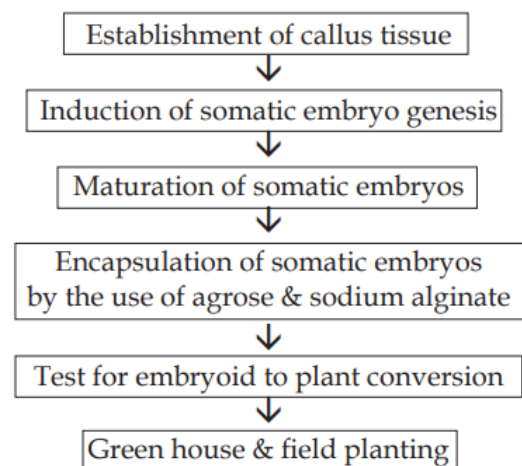 Establishment of callus tissue
Induction of somatic embryo genesis
Maturation of somatic embryos
Encapsulation of somatic embryos
by the use of agrose & sodium alginate
Test for embryoid to plant conversion
Green house & field planting